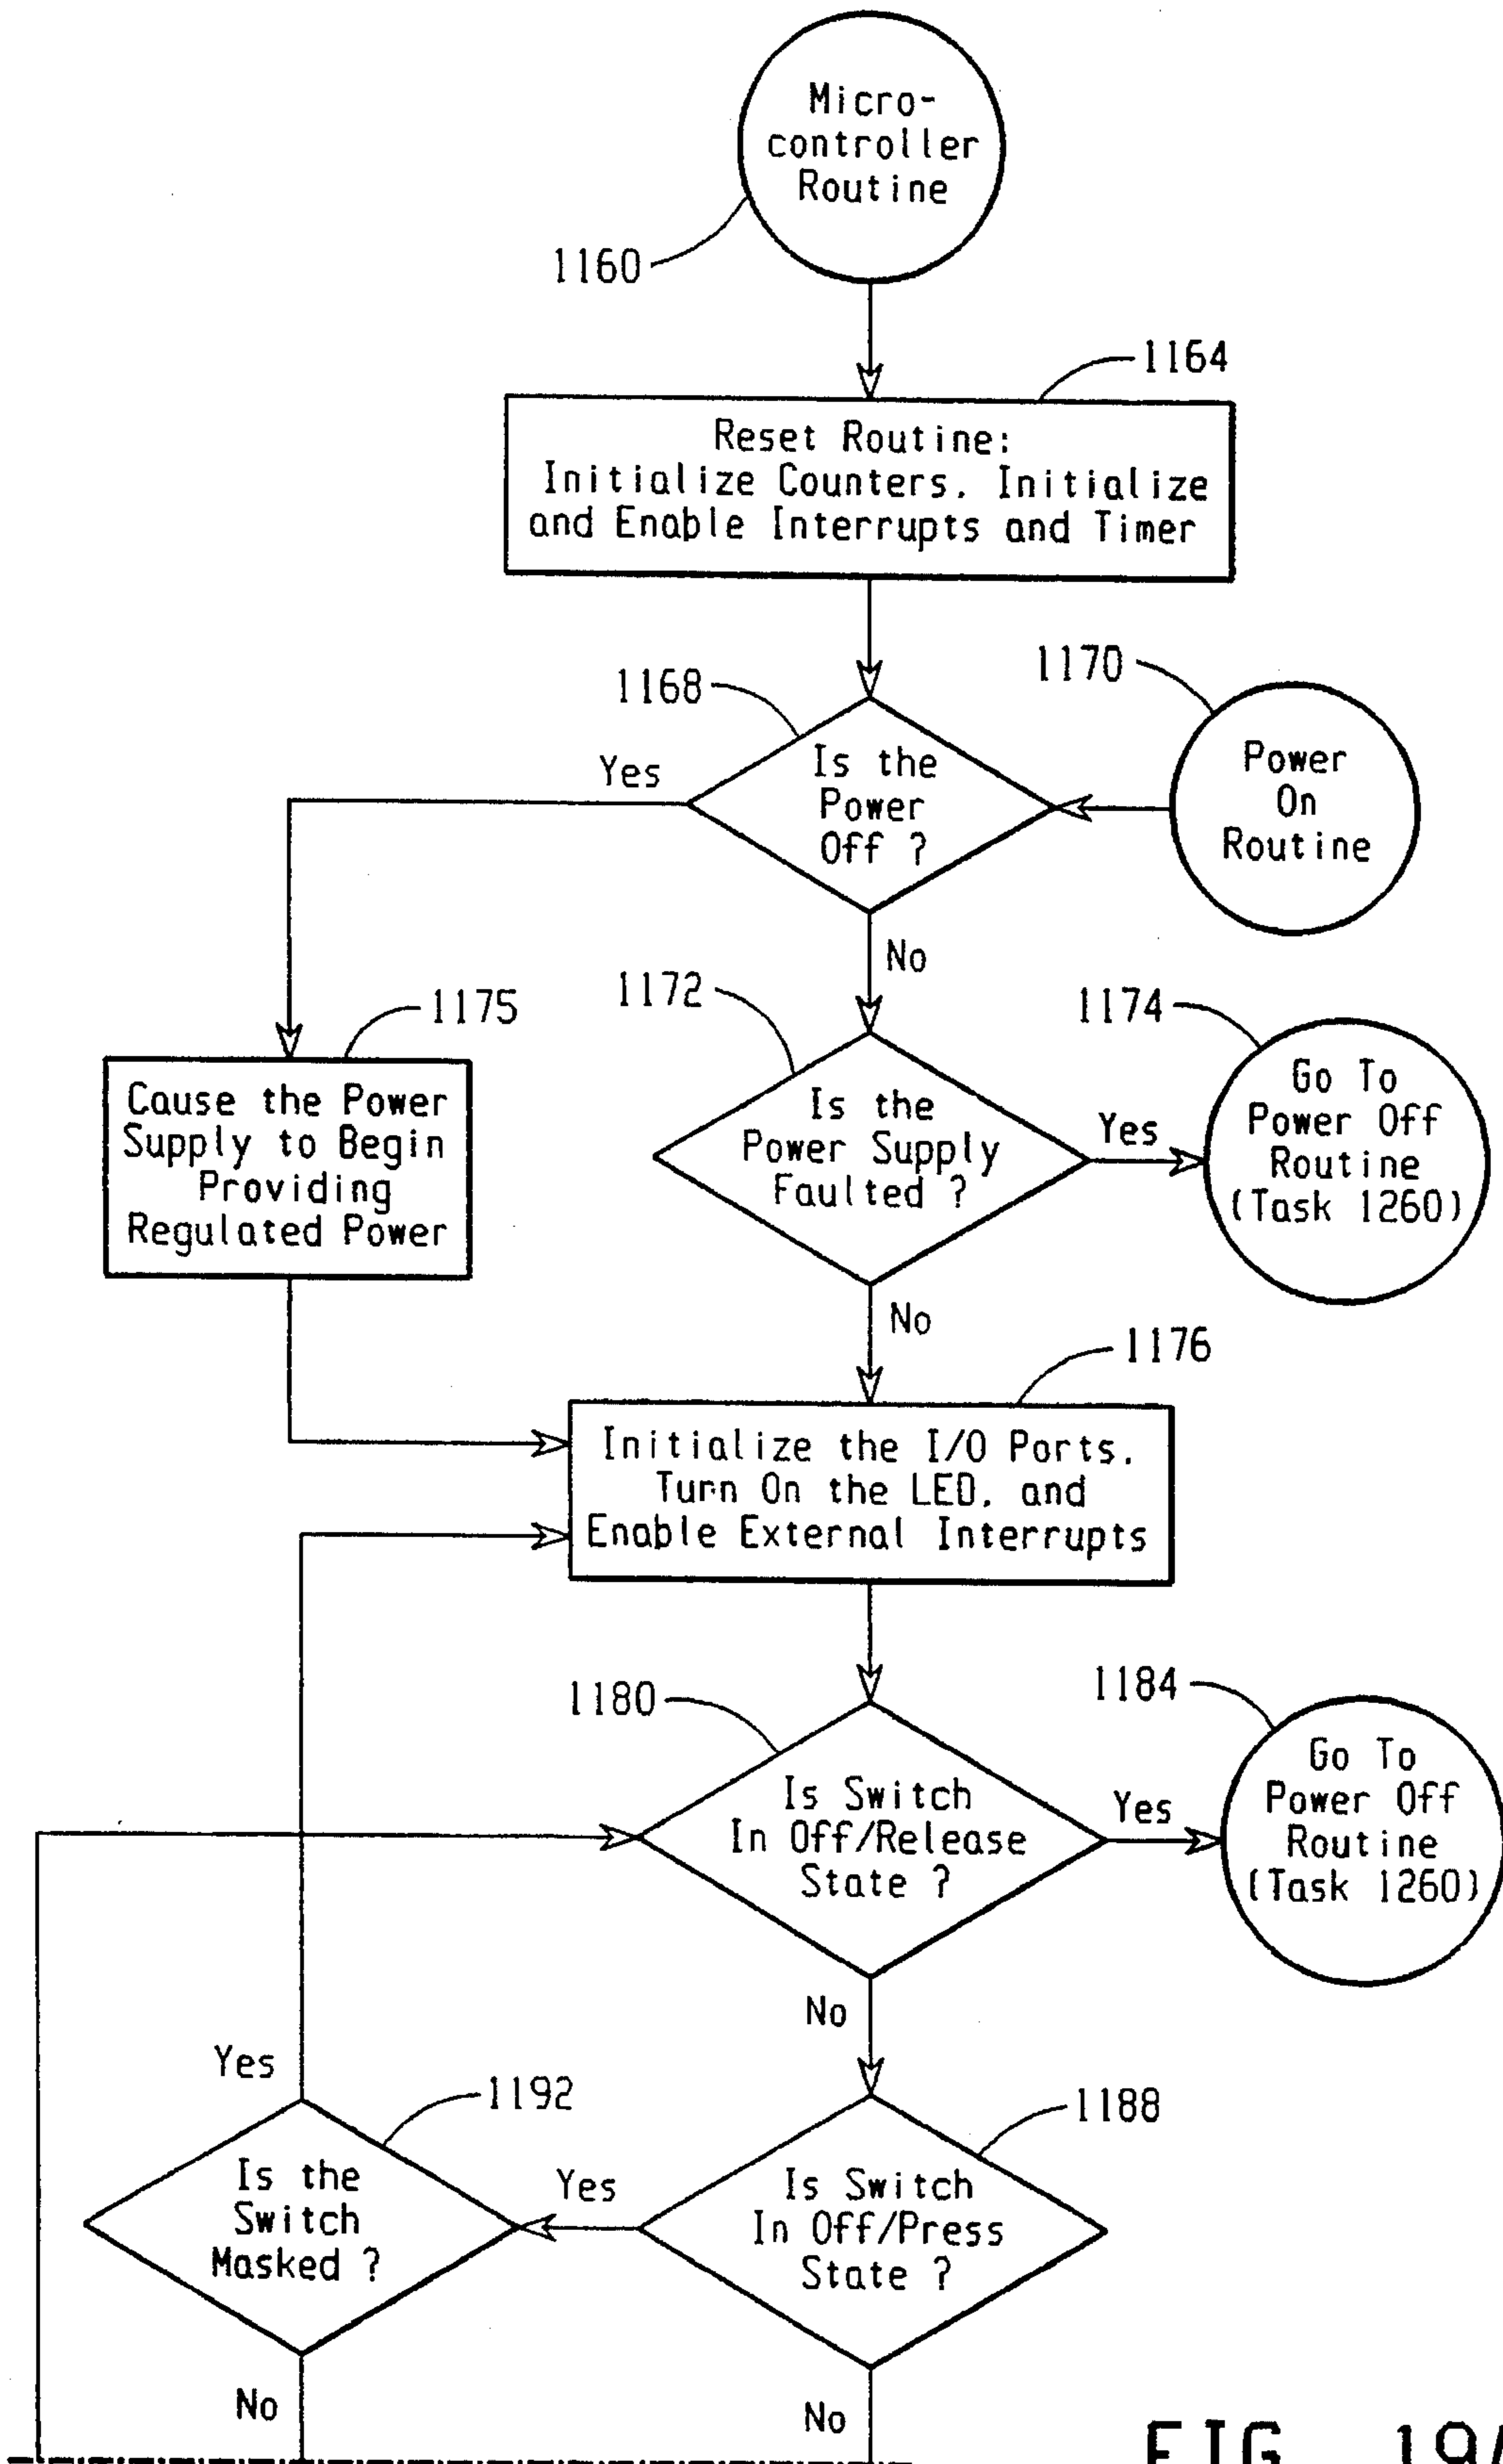 Micro-
controller
Routine
1160
1164
Reset Routine:
Initialize Counters, Initialize
and Enable Interrupts and Timer
1168
1170
Yes
Is the
Power
Off ?
Power
On
Routine
No
1172
1174
1175
Cause the Power
Supply to Begin
Providing
Regulated Power
Is the
Power Supply
Faulted ?
Yes
Go To
Power Off
Routine
(Task 1260)
No
1176
Initialize the I/O Ports,
Turn On the LED, and
Enable External Interrupts
1180
1184
Is Switch
In Off/Release
State ?
Yes
Go To
Power Off
Routine
(Task 1260)
No
Yes
1192
1188
Is the
Switch
Masked ?
Yes
Is Switch
In Off/Press
State ?
No
No
FIG. 19A